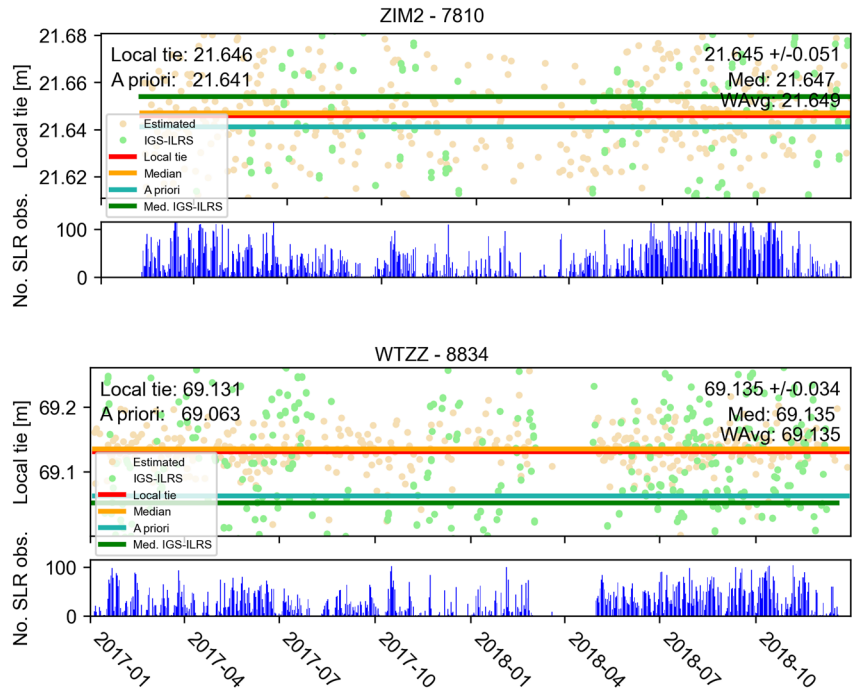 ZIM2 - 7810
21.68
21.66
21.64
21.62
Local tie [m]
Local tie: 21.646
A priori: 21.641
21.645 +/-0.051
Med: 21.647
WAvg: 21.649
Estimated
IGS-ILRS
Local tie
Median
A priori
Med. IGS-ILRS
100
0
No. SLR obs.
WTZZ - 8834
69.2
69.1
Local tie [m]
Local tie: 69.131
A priori: 69.063
69.135 +/-0.034
Med: 69.135
WAvg: 69.135
Estimated
IGS-ILRS
Local tie
Median
A priori
Med. IGS-ILRS
100
0
No. SLR obs.
2017-01
2017-04
2017-07
2017-10
2018-01
2018-04
2018-07
2018-10